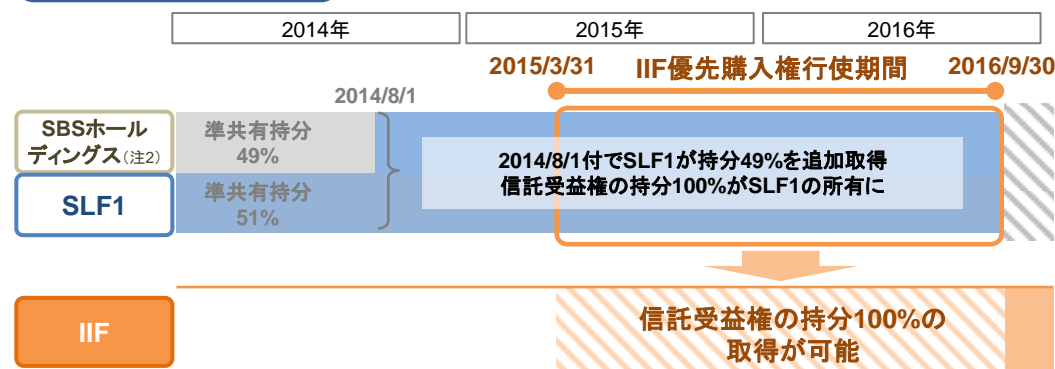 2014年
2015年
2016年
2015/3/31
IIF優先購入権行使期間
2016/9/30
2014/8/1
SBSホール
ディングス(注2)
準共有持分
49%
2014/8/1付でSLF1が持分49%を追加取得
信託受益権の持分100%がSLF1の所有に
SLF1
準共有持分
51%
IIF
信託受益権の持分100%の
取得が可能